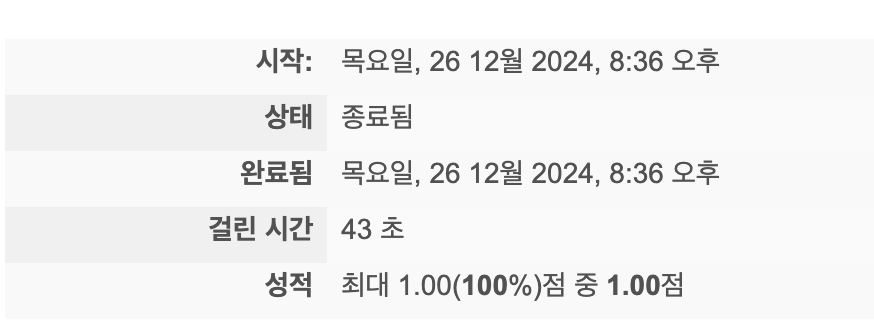 시작: 목요일, 26 12월 2024, 8:36 오후
상태 종료됨
완료됨 목요일, 26 12월 2024, 8:36 오후
걸린 시간 43 초
성적 최대 1.00(100%)점 중 1.00점